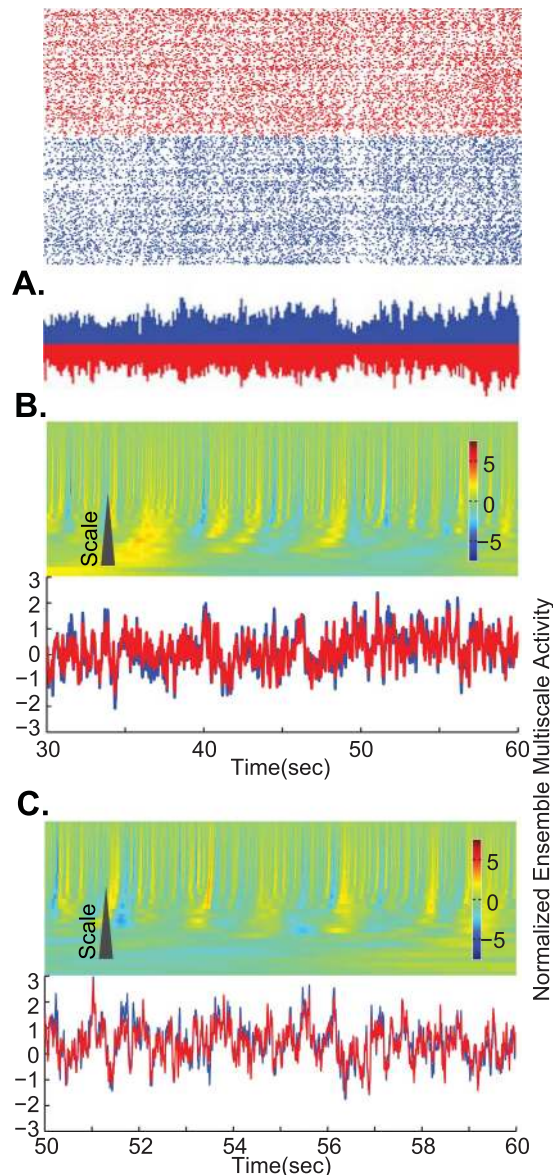 A.
B.
Scale
5
0
−5
3
2
1
0
−1
−2
−3
30 40 50 60
Time(sec)
C.
Scale
5
0
−5
3
2
1
0
−1
−2
−3
50 52 54 56 58 60
Time(sec)
Normalized Ensemble Multiscale Activity